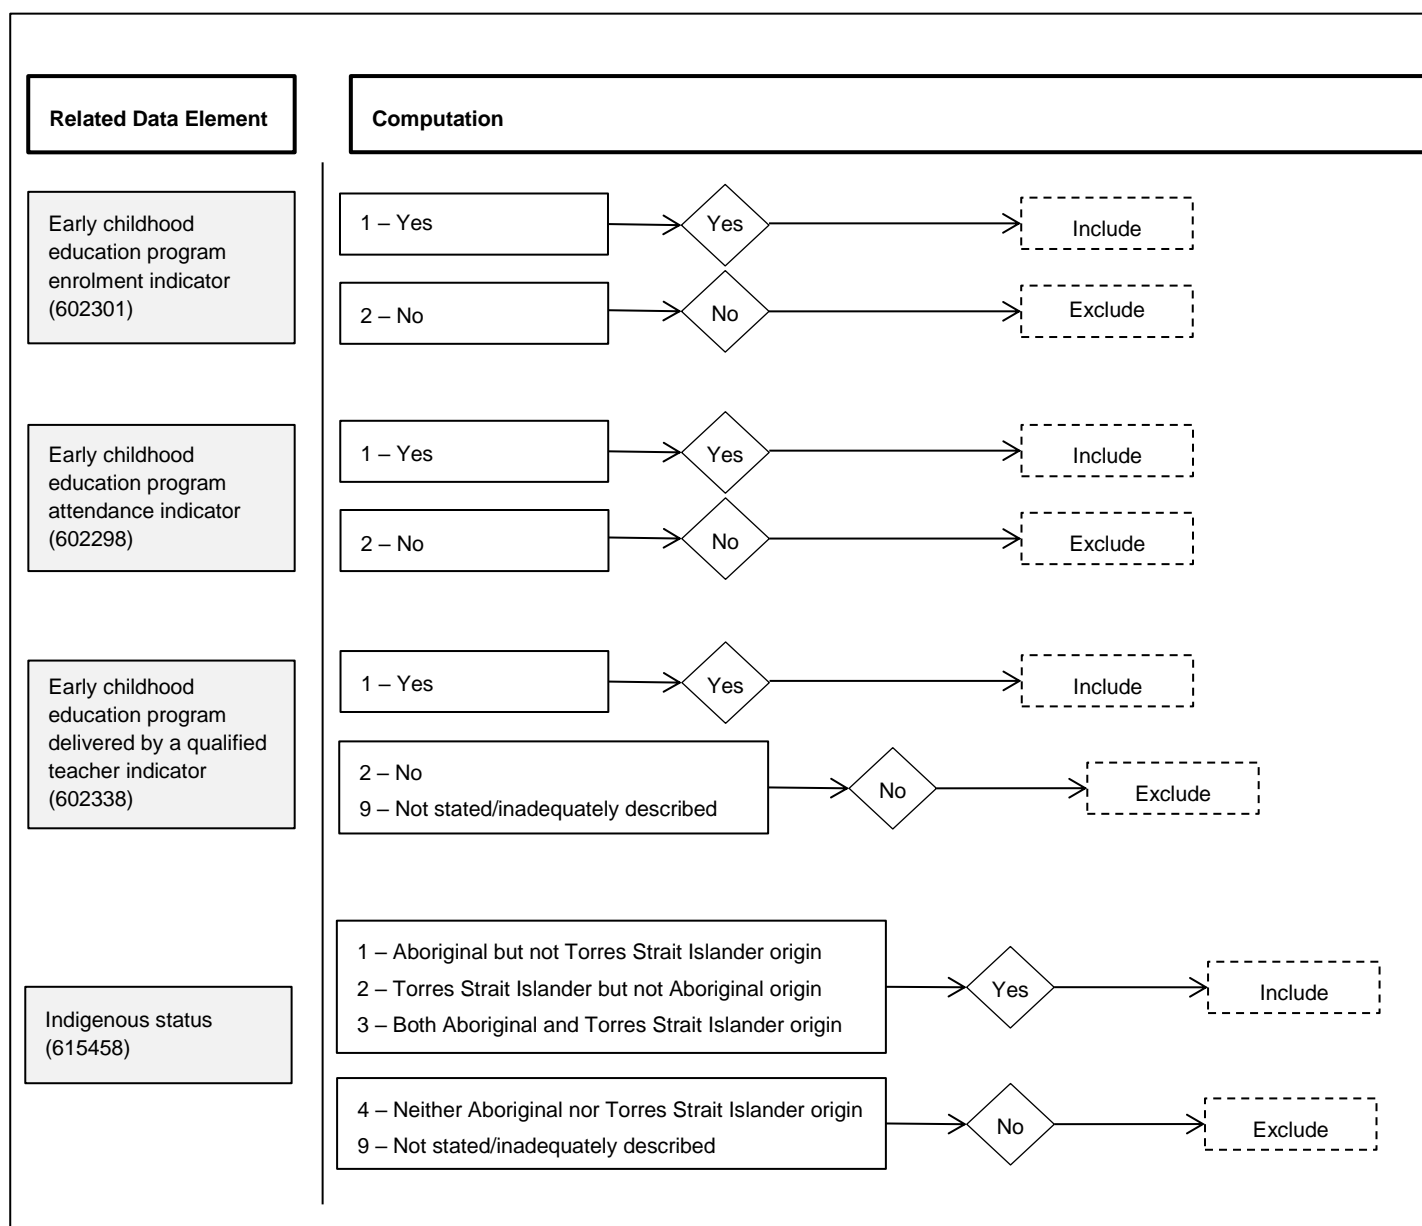 Related Data Element
Computation
Early childhood
education program
enrolment indicator
(602301)
1 – Yes
Yes
Include
2 – No
No
Exclude
Early childhood
education program
attendance indicator
(602298)
1 – Yes
Yes
Include
2 – No
No
Exclude
Early childhood
education program
delivered by a qualified
teacher indicator
(602338)
1 – Yes
Yes
Include
2 – No
9 – Not stated/inadequately described
No
Exclude
Indigenous status
(615458)
1 – Aboriginal but not Torres Strait Islander origin
2 – Torres Strait Islander but not Aboriginal origin
3 – Both Aboriginal and Torres Strait Islander origin
Yes
Include
4 – Neither Aboriginal nor Torres Strait Islander origin
9 – Not stated/inadequately described
No
Exclude